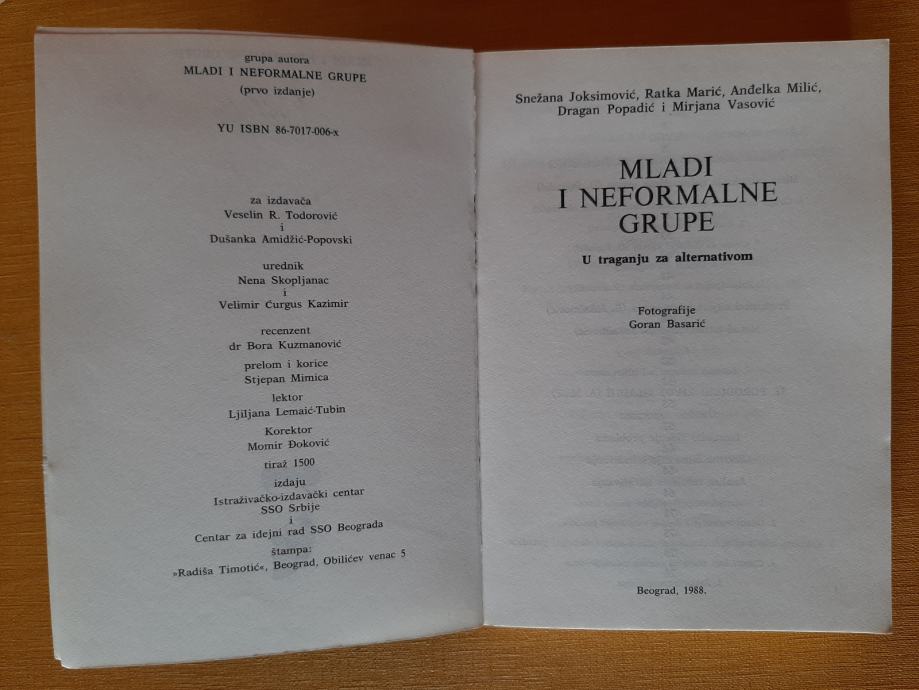 grupa autora
MLADI I NEFORMALNE GRUPE
(prvo izdanje)
YU ISBN 86-7017-006-x
za izdavača
Veselin R. Todorović
i
Dušanka Amidžić-Popovski
urednik
Nena Skopljanac
i
Velimir Ćurgus Kazimir
recenzent
dr Bora Kuzmanović
prelom i korice
Stjepan Mimica
lektor
Ljiljana Lemaić-Tubin
Korektor
Momir Đoković
tiraž 1500
izdaju
Istraživačko-izdavački centar
SSO Srbije
i
Centar za idejni rad SSO Beograda
štampa:
»Radiša Timotić«, Beograd, Obilićev venac 5
Snežana Joksimović, Ratka Marić, Anđelka Milić,
Dragan Popadić i Mirjana Vasović
MLADI
I NEFORMALNE
GRUPE
U traganju za alternativom
Fotografije
Goran Basarić
Beograd, 1988.